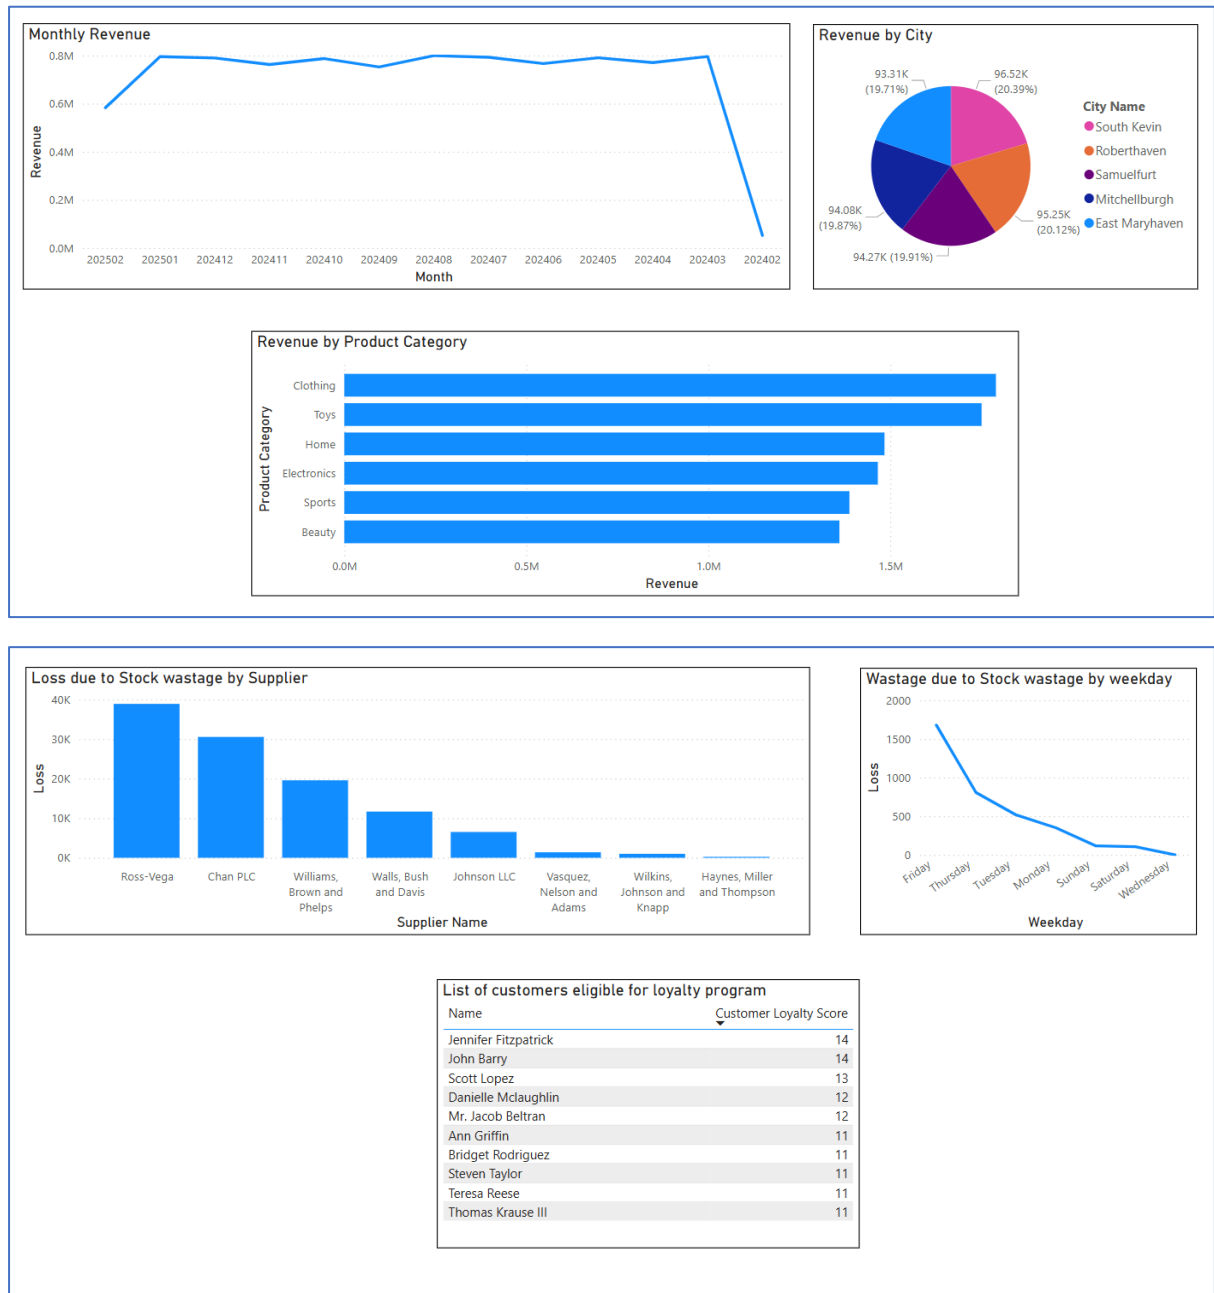 Monthly Revenue
0.8M
0.6M
0.4M
0.2M
0.0M
Revenue
202502 202501 202412 202411 202410 202409 202408 202407 202406 202405 202404 202403 202402
Month
Revenue by City
93.31K
(19.71%)
96.52K
(20.39%)
94.08K
(19.87%)
95.25K
(20.12%)
94.27K (19.91%)
City Name
South Kevin
Roberthaven
Samuelfurt
Mitchellburgh
East Maryhaven
Revenue by Product Category
Product Category
Clothing
Toys
Home
Electronics
Sports
Beauty
0.0M 0.5M 1.0M 1.5M
Revenue
Loss due to Stock wastage by Supplier
40K
30K
20K
10K
0K
Loss
Ross-Vega
Chan PLC
Williams,
Brown and
Phelps
Walls, Bush
and Davis
Johnson LLC
Vasquez,
Nelson and
Adams
Wilkins,
Johnson and
Knapp
Haynes, Miller
and Thompson
Supplier Name
Wastage due to Stock wastage by weekday
2000
1500
1000
500
0
Loss
Friday
Thursday
Tuesday
Monday
Sunday
Saturday
Wednesday
Weekday
List of customers eligible for loyalty program
Name Customer Loyalty Score
Jennifer Fitzpatrick 14
John Barry 14
Scott Lopez 13
Danielle Mclaughlin 12
Mr. Jacob Beltran 12
Ann Griffin 11
Bridget Rodriguez 11
Steven Taylor 11
Teresa Reese 11
Thomas Krause III 11